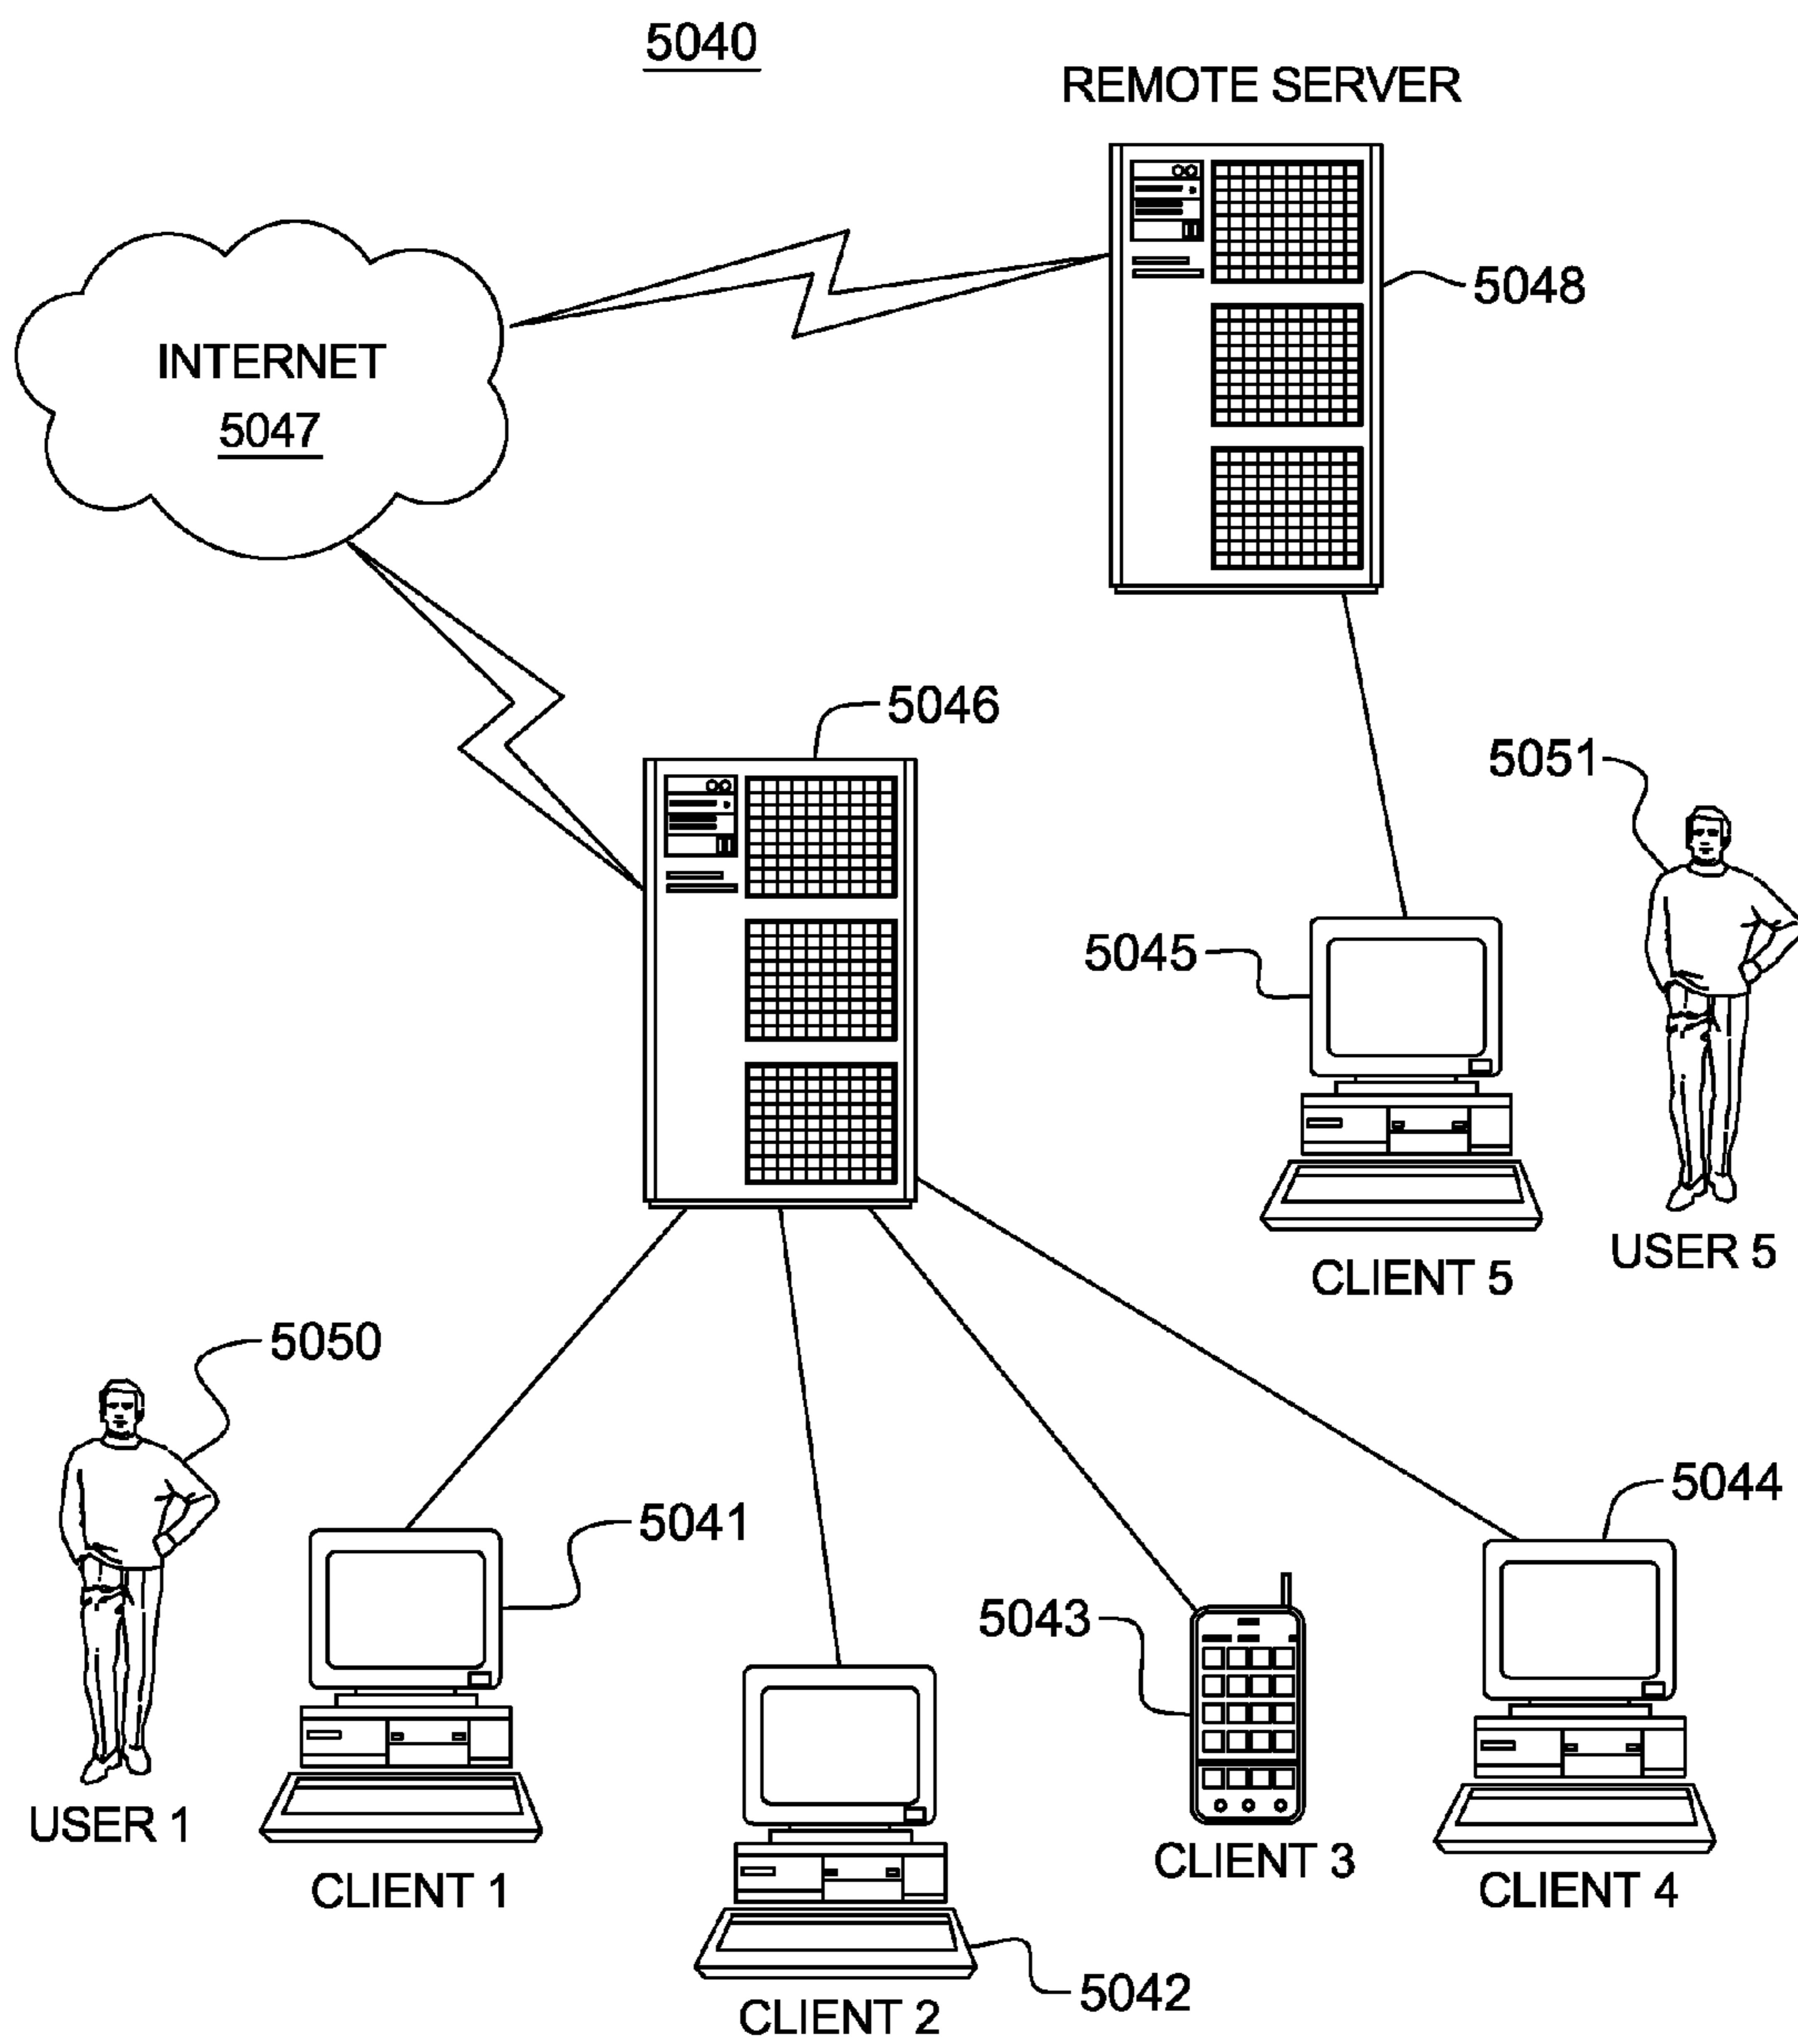 5040
REMOTE SERVER
5048
INTERNET
5047
5046
5051
5045
USER 5
CLIENT 5
5050
5041
5044
5043
USER 1
CLIENT 1
CLIENT 3
CLIENT 4
5042
CLIENT 2